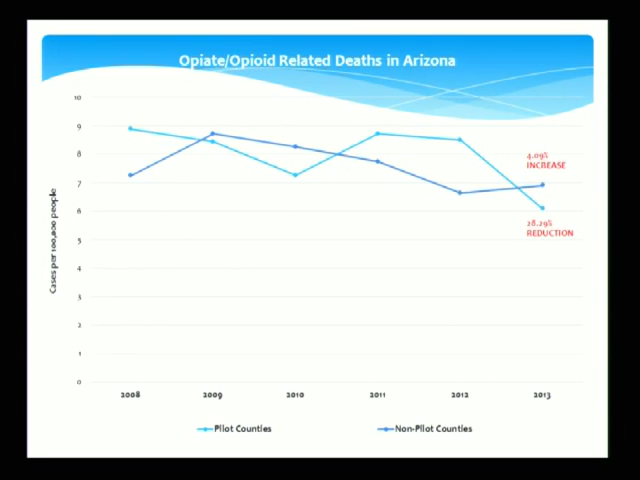 Opiate/Opioid Related Deaths in Arizona
10
9
8
7
6
5
4
3
2
1
0
Cases per 100,000 people
4.09%
INCREASE
28.29%
REDUCTION
2008 2009 2010 2011 2012 2013
Pilot Counties Non-Pilot Counties